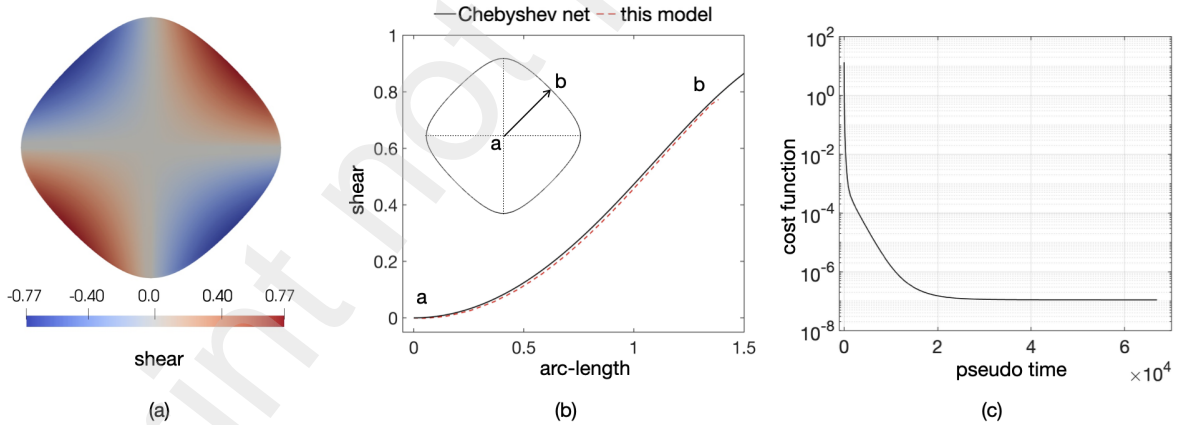 -0.77 -0.40 0.0 0.40 0.77
shear
(a)
Chebyshev net this model
1
0.8
0.6
0.4
0.2
0
shear
a
b
a
b
0 0.5 1 1.5
arc-length
(b)
10^2
10^0
10^-2
10^-4
10^-6
10^-8
cost function
0 2 4 6
×10^4
pseudo time
(c)
int not